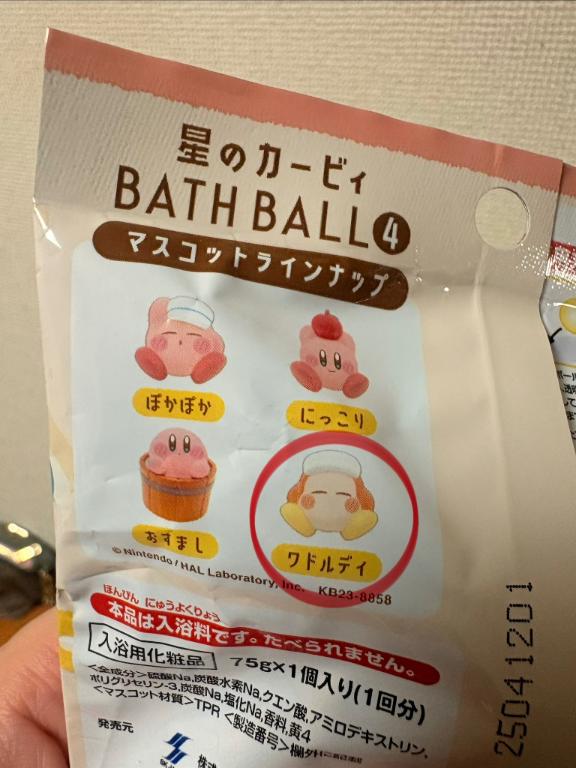 星のカービィ
BATH BALL 4
マスコットラインナップ
ぽかぽか
にっこり
おすまし
ワドルディ
© Nintendo / HAL Laboratory, Inc. KB23-8858
ほんぴん にゅうよくりょう
本品は入浴料です。たべられません。
入浴用化粧品 75g×1個入り(1回分)
<全成分>硫酸Na,炭酸水素Na,クエン酸,アミロデキストリン,
ポリグリセリン-3,炭酸Na,塩化Na,香料,黄4
<マスコット材質>TPR <製造番号>欄外に記載
発売元
株式
25041201